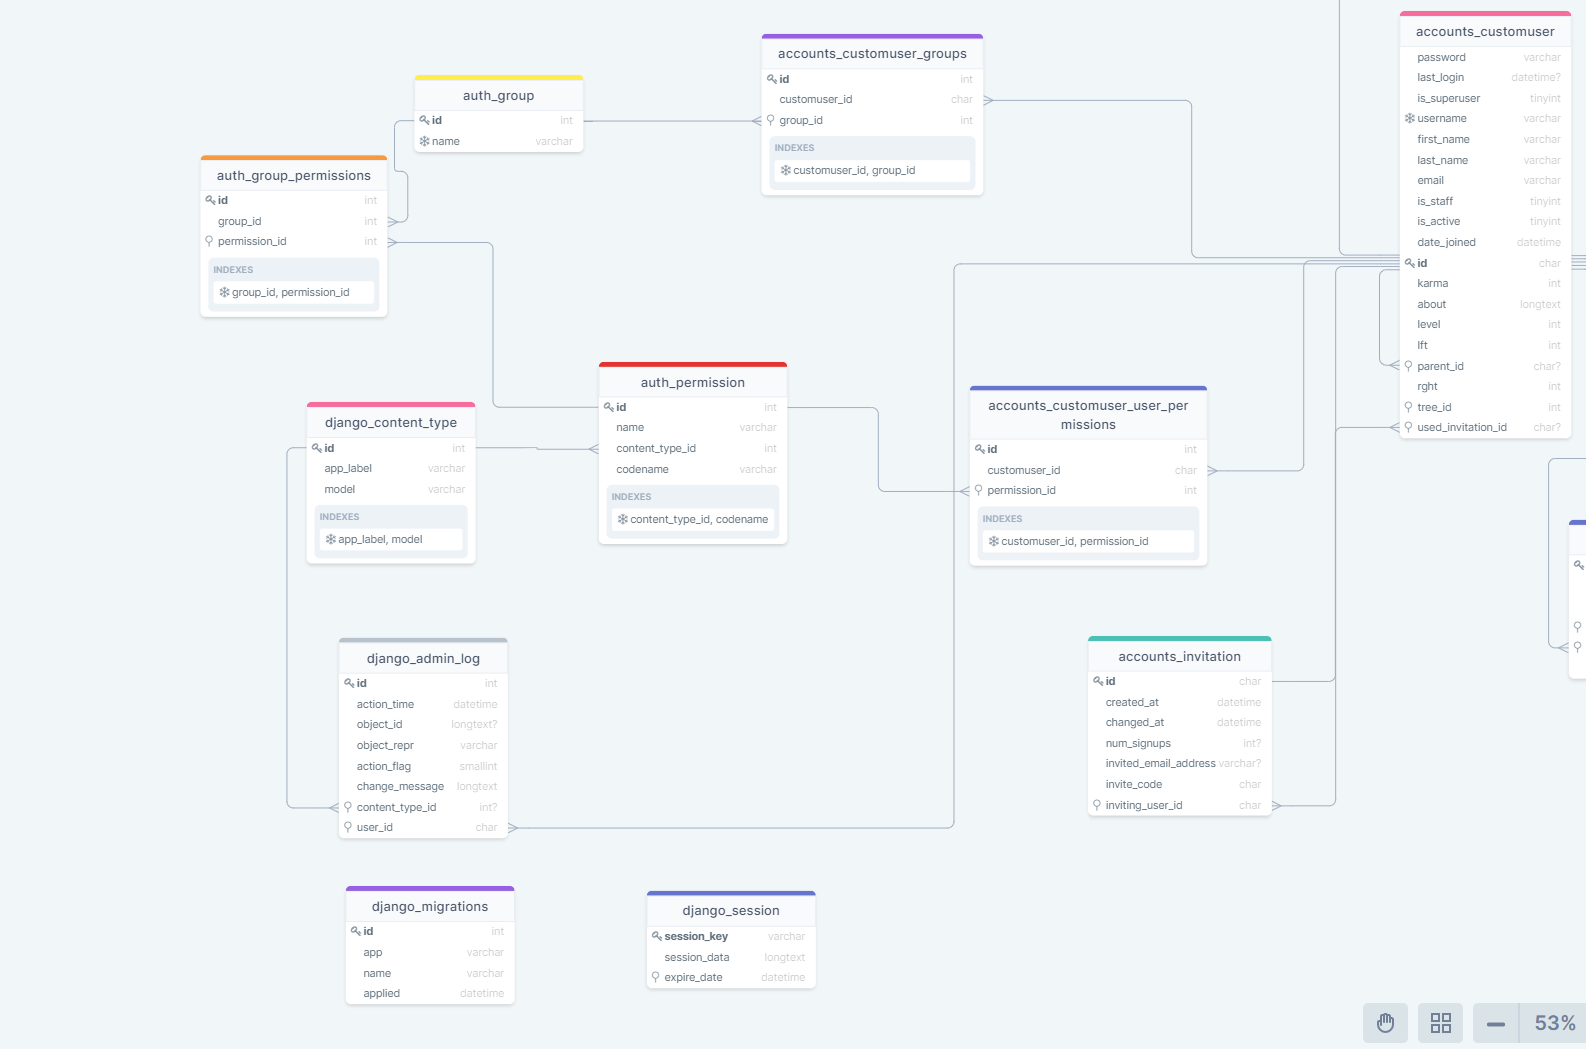 accounts_customuser
password varchar
last_login datetime?
is_superuser tinyint
username varchar
first_name varchar
last_name varchar
email varchar
is_staff tinyint
is_active tinyint
date_joined datetime
id char
karma int
about longtext
level int
lft int
parent_id char?
rght int
tree_id int
used_invitation_id char?
accounts_customuser_groups
id int
customuser_id char
group_id int
INDEXES
customuser_id, group_id
auth_group
id int
name varchar
auth_group_permissions
id int
group_id int
permission_id int
INDEXES
group_id, permission_id
auth_permission
id int
name varchar
content_type_id int
codename varchar
INDEXES
content_type_id, codename
accounts_customuser_user_per
missions
id int
customuser_id char
permission_id int
INDEXES
customuser_id, permission_id
django_content_type
id int
app_label varchar
model varchar
INDEXES
app_label, model
django_admin_log
id int
action_time datetime
object_id longtext?
object_repr varchar
action_flag smallint
change_message longtext
content_type_id int?
user_id char
accounts_invitation
id char
created_at datetime
changed_at datetime
num_signups int?
invited_email_address varchar?
invite_code char
inviting_user_id char
django_migrations
id int
app varchar
name varchar
applied datetime
django_session
session_key varchar
session_data longtext
expire_date datetime
53%